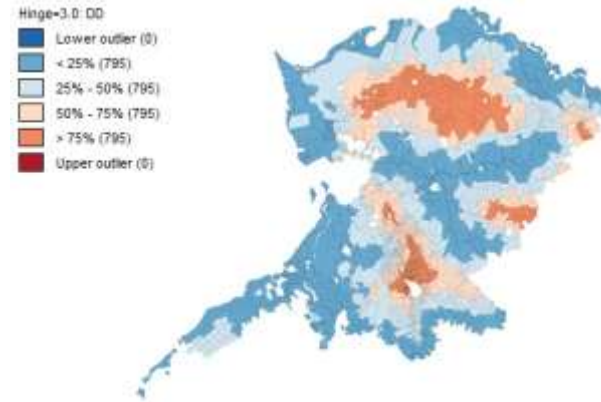 Hinge=3.0: DD
Lower outlier (0)
< 25% (795)
25% - 50% (795)
50% - 75% (795)
> 75% (795)
Upper outlier (0)